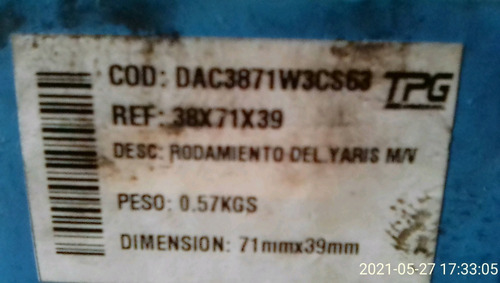 COD: DAC3871W3CS63
TPG
REF: 38X71X39
DESC: RODAMIENTO DEL.YARIS M/V
PESO: 0.57KGS
DIMENSION: 71mmx39mm
2021-05-27 17:33:05